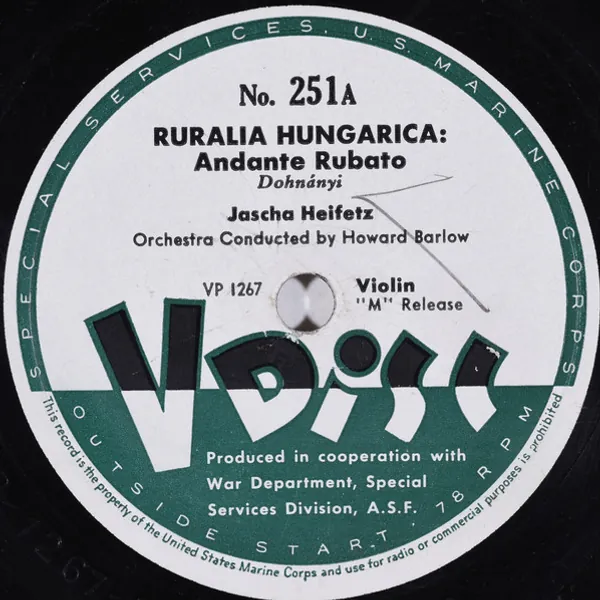 SPECIAL SERVICES, U.S. MARINE CORPS
No. 251A
RURALIA HUNGARICA:
Andante Rubato
Dohnányi
Jascha Heifetz
Orchestra Conducted by Howard Barlow
VP 1267
Violin
"M" Release
V DISC
Produced in cooperation with
War Department, Special
Services Division, A.S.F.
OUTSIDE START. 78 RPM
This record is the property of the United States Marine Corps and use for radio or commercial purposes is prohibited